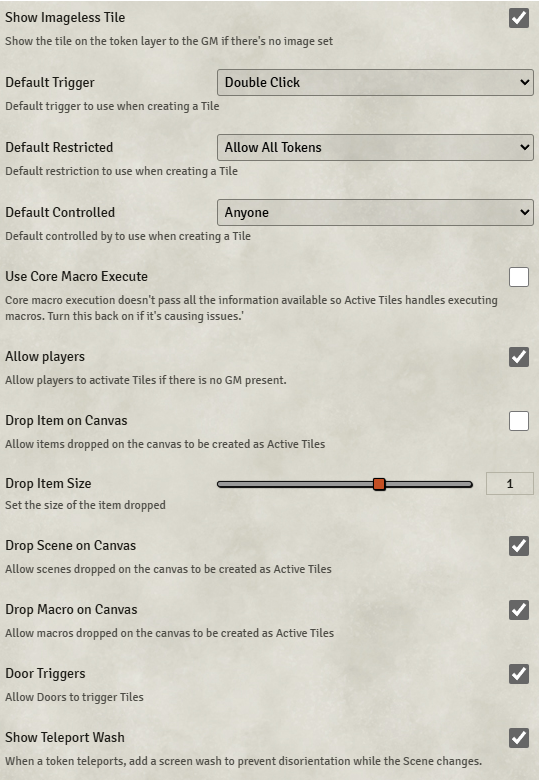 Show Imageless Tile
Show the tile on the token layer to the GM if there's no image set
Default Trigger
Double Click
Default trigger to use when creating a Tile
Default Restricted
Allow All Tokens
Default restriction to use when creating a Tile
Default Controlled
Anyone
Default controlled by to use when creating a Tile
Use Core Macro Execute
Core macro execution doesn't pass all the information available so Active Tiles handles executing
macros. Turn this back on if it's causing issues.'
Allow players
Allow players to activate Tiles if there is no GM present.
Drop Item on Canvas
Allow items dropped on the canvas to be created as Active Tiles
Drop Item Size
1
Set the size of the item dropped
Drop Scene on Canvas
Allow scenes dropped on the canvas to be created as Active Tiles
Drop Macro on Canvas
Allow macros dropped on the canvas to be created as Active Tiles
Door Triggers
Allow Doors to trigger Tiles
Show Teleport Wash
When a token teleports, add a screen wash to prevent disorientation while the Scene changes.